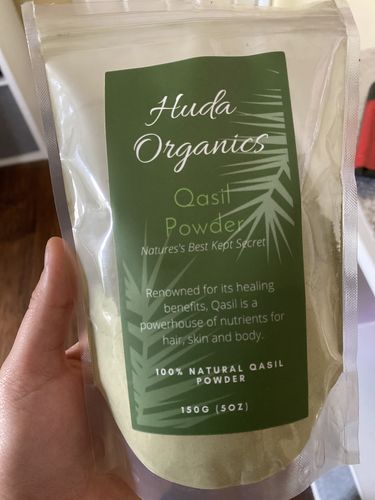 Huda
Organics
Qasil
Powder
Natures's Best Kept Secret
Renowned for its healing
benefits, Qasil is a
powerhouse of nutrients for
hair, skin and body.
100% NATURAL QASIL
POWDER
150G (5OZ)